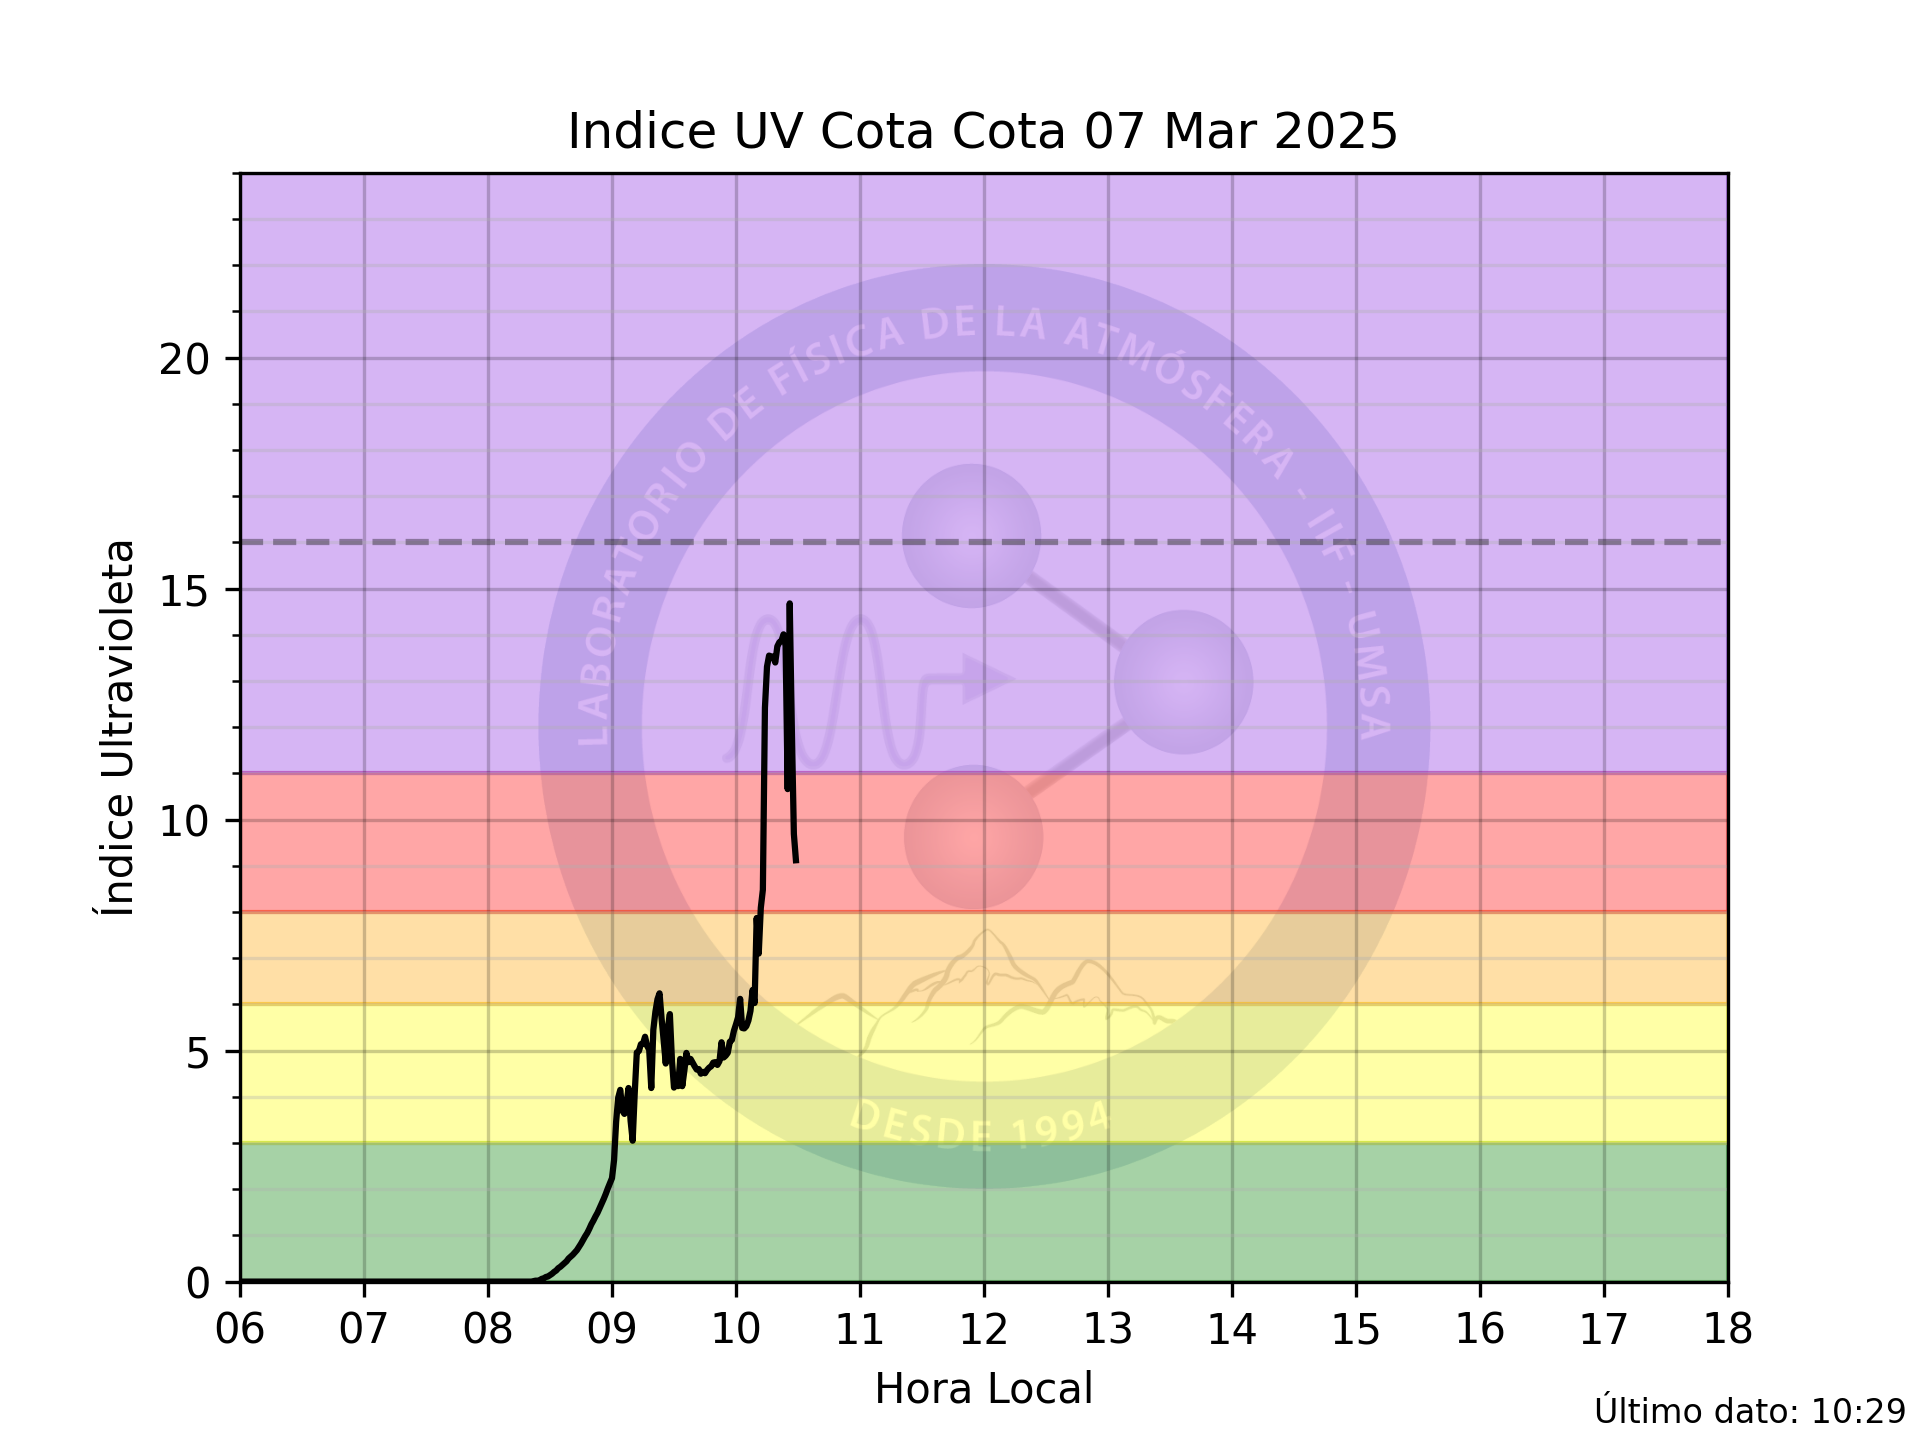 Indice UV Cota Cota 07 Mar 2025
Índice Ultravioleta
20
15
10
5
0
LABORATORIO DE FÍSICA DE LA ATMÓSFERA - IIF - UMSA
DESDE 1994
06 07 08 09 10 11 12 13 14 15 16 17 18
Hora Local
Último dato: 10:29